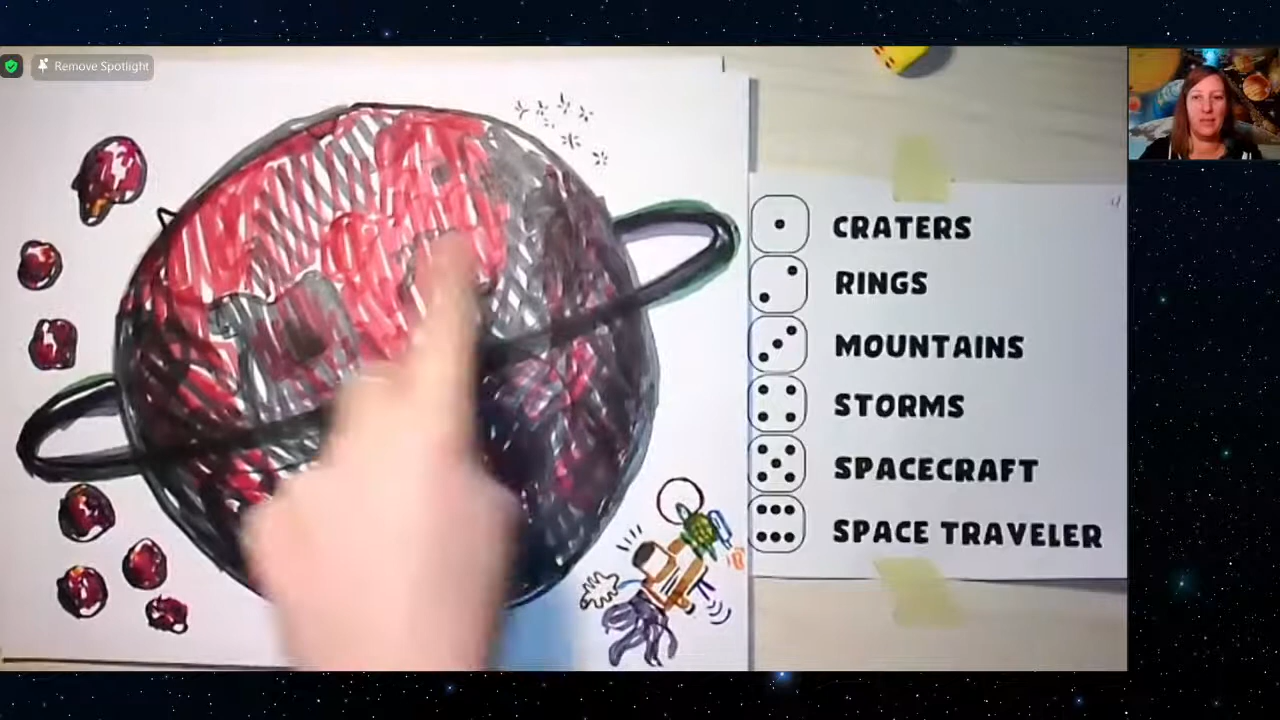 Remove Spotlight
CRATERS
RINGS
MOUNTAINS
STORMS
SPACECRAFT
SPACE TRAVELER